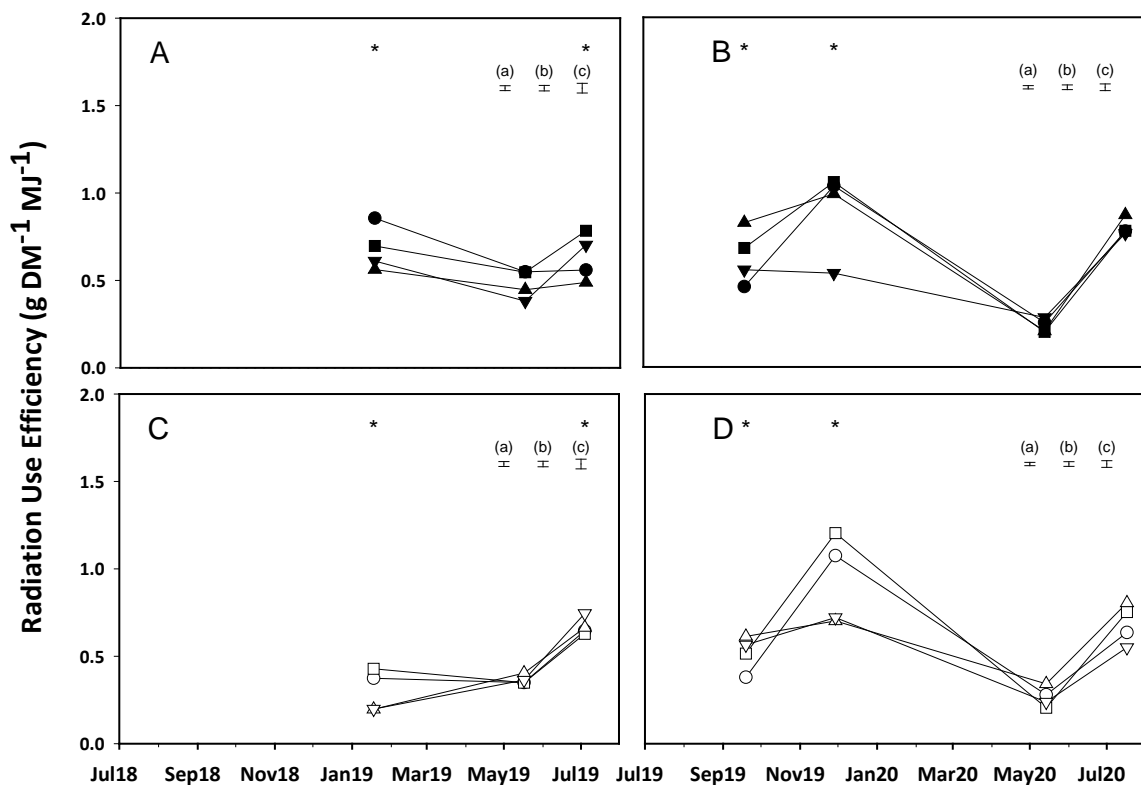 Radiation Use Efficiency (g DM⁻¹ MJ⁻¹)
2.0
A
*
*
B
*
*
(a) (b) (c)
(a) (b) (c)
1.5
1.0
0.5
0.0
2.0
C
*
*
D
*
*
(a) (b) (c)
(a) (b) (c)
1.5
1.0
0.5
0.0
Jul18 Sep18 Nov18 Jan19 Mar19 May19 Jul19 Jul19 Sep19 Nov19 Jan20 Mar20 May20 Jul20